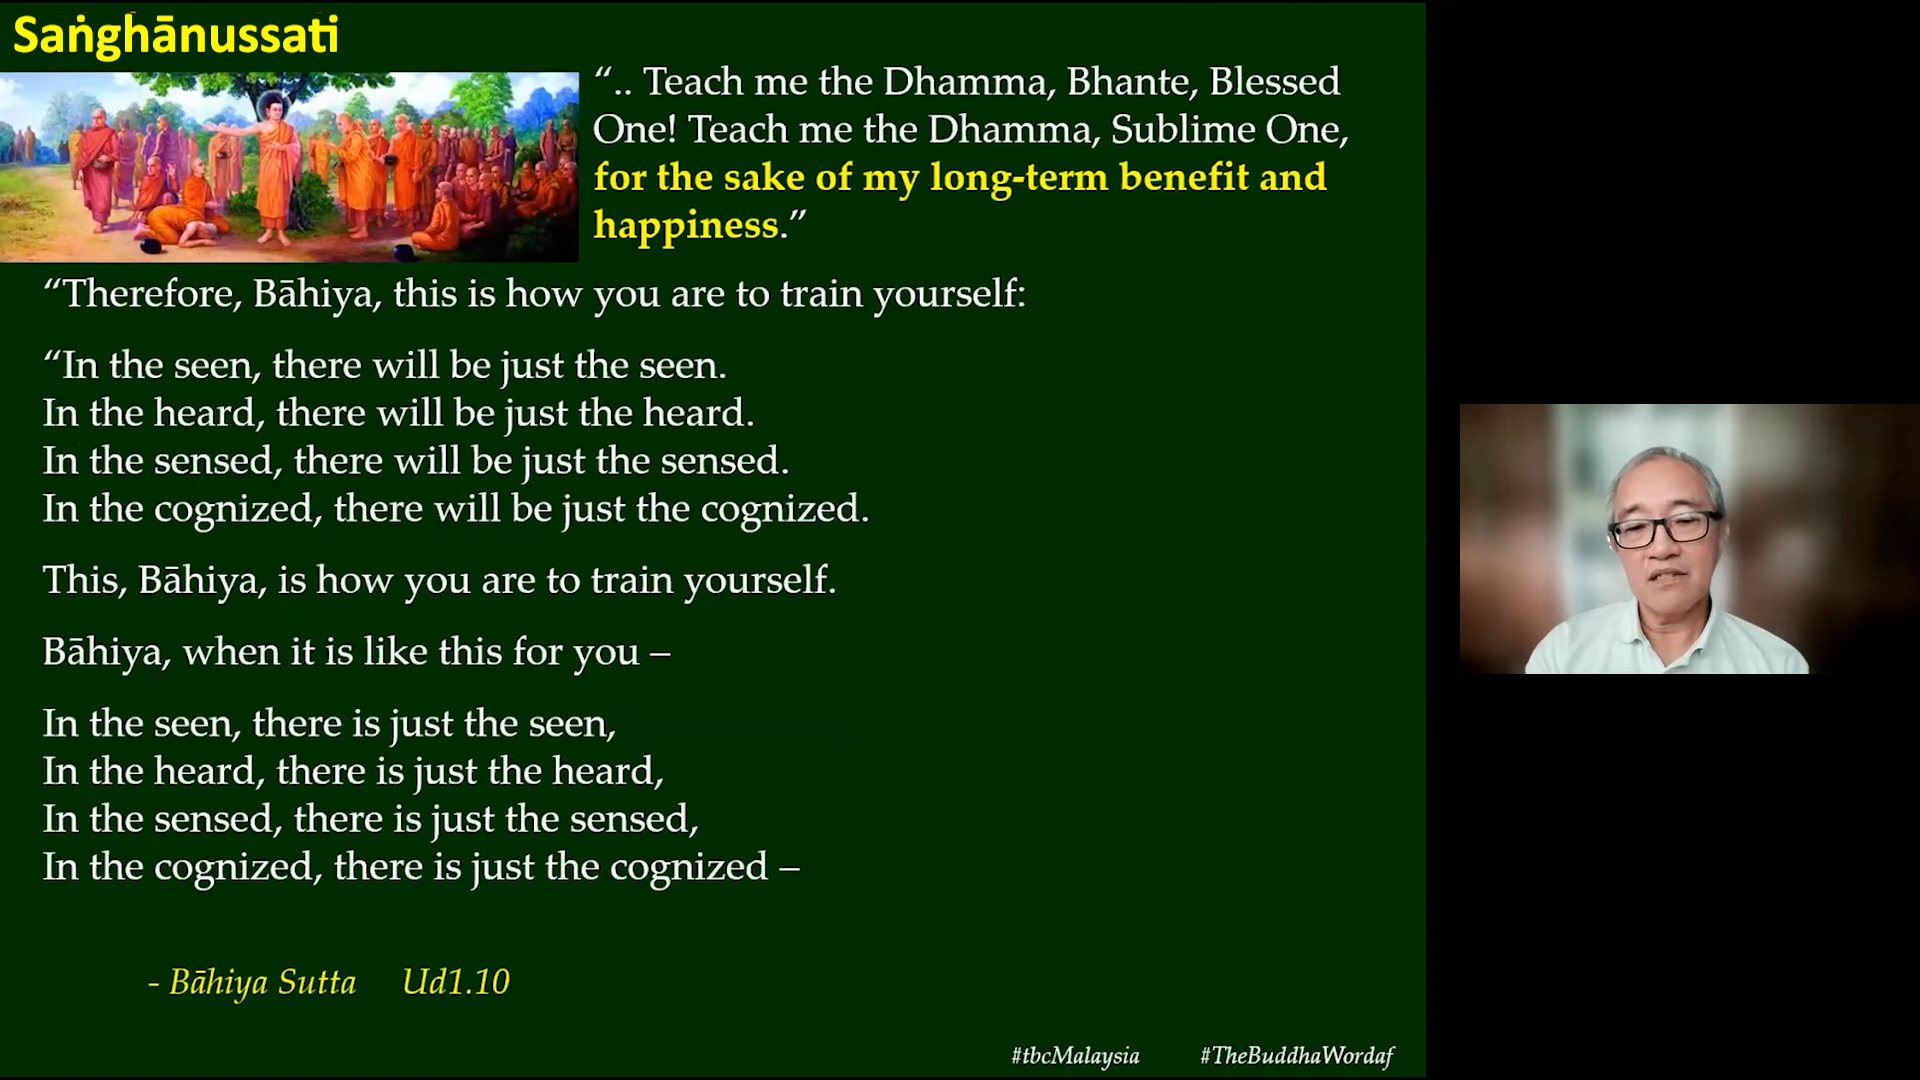 Saṅghānussati
“.. Teach me the Dhamma, Bhante, Blessed
One! Teach me the Dhamma, Sublime One,
for the sake of my long-term benefit and
happiness.”
“Therefore, Bāhiya, this is how you are to train yourself:
“In the seen, there will be just the seen.
In the heard, there will be just the heard.
In the sensed, there will be just the sensed.
In the cognized, there will be just the cognized.
This, Bāhiya, is how you are to train yourself.
Bāhiya, when it is like this for you –
In the seen, there is just the seen,
In the heard, there is just the heard,
In the sensed, there is just the sensed,
In the cognized, there is just the cognized –
- Bāhiya Sutta Ud1.10
#tbcMalaysia #TheBuddhaWordaf